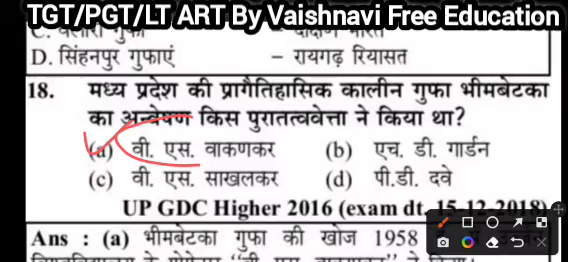 TGT/PGT/LT ART By Vaishnavi Free Education
D. सिंहनपुर गुफाएं – रायगढ़ रियासत
18. मध्य प्रदेश की प्रागैतिहासिक कालीन गुफा भीमबेटका
का अन्वेषण किस पुरातत्ववेत्ता ने किया था?
(a) वी. एस. वाकणकर (b) एच. डी. गार्डन
(c) वी. एस. साखलकर (d) पी.डी. दवे
UP GDC Higher 2016 (exam dt. 15-12-2018)
Ans : (a) भीमबेटका गुफा की खोज 1958